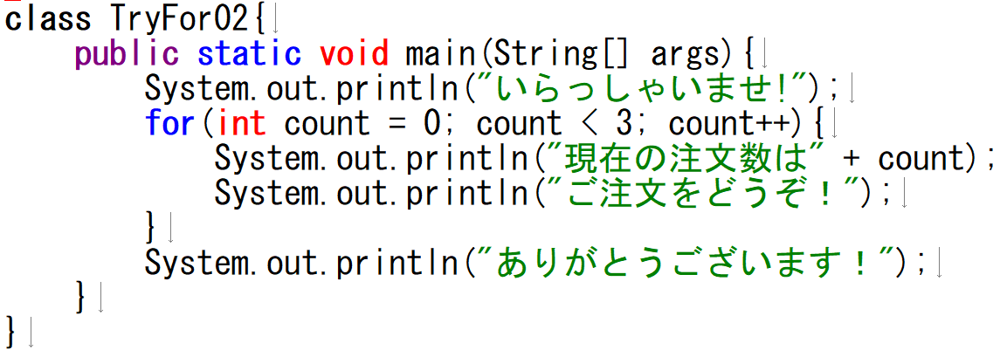 class TryFor02{
    public static void main(String[] args){
        System.out.println("いらっしゃいませ!");
        for(int count = 0; count < 3; count++){
            System.out.println("現在の注文数は" + count);
            System.out.println("ご注文をどうぞ！");
        }
        System.out.println("ありがとうございます！");
    }
}